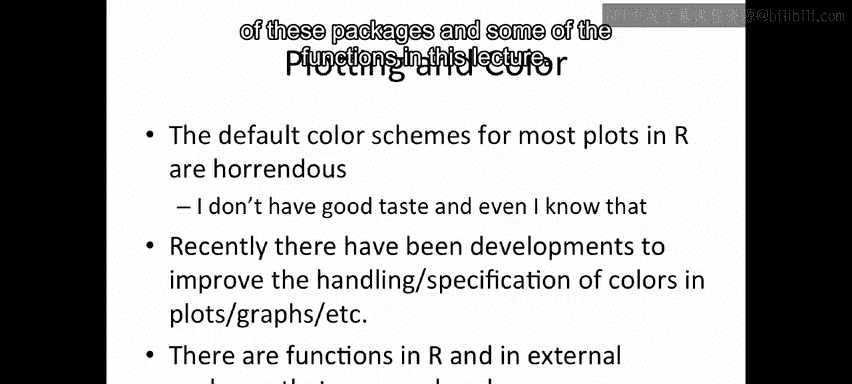 of these packages and some of the
functions in this lecture.
Plotting and Color
• The default color schemes for most plots in R
are horrendous
– I don't have good taste and even I know that
• Recently there have been developments to
improve the handling/specification of colors in
plots/graphs/etc.
• There are functions in R and in external